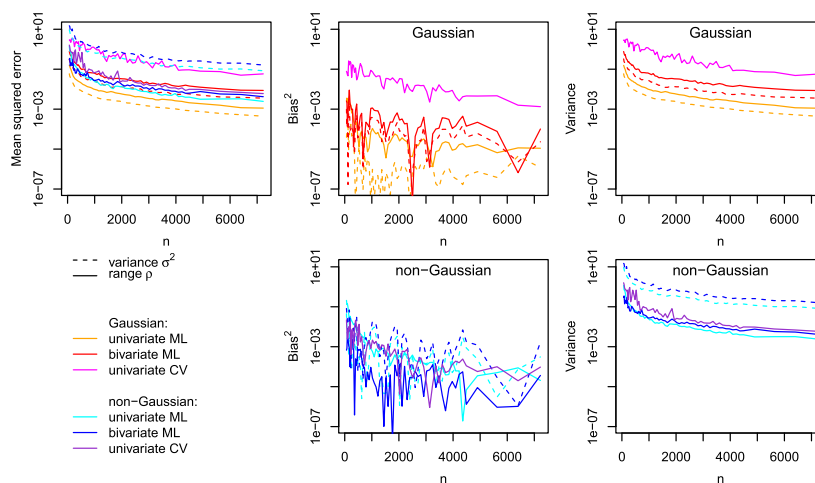 Mean squared error
1e+01
1e−03
1e−07
0
2000
4000
6000
n
Gaussian
Bias2
1e+01
1e−03
1e−07
0
2000
4000
6000
n
Gaussian
Variance
1e+01
1e−03
1e−07
0
2000
4000
6000
n
variance σ2
range ρ
Gaussian:
univariate ML
bivariate ML
univariate CV
non−Gaussian:
univariate ML
bivariate ML
univariate CV
non−Gaussian
Bias2
1e+01
1e−03
1e−07
0
2000
4000
6000
n
non−Gaussian
Variance
1e+01
1e−03
1e−07
0
2000
4000
6000
n